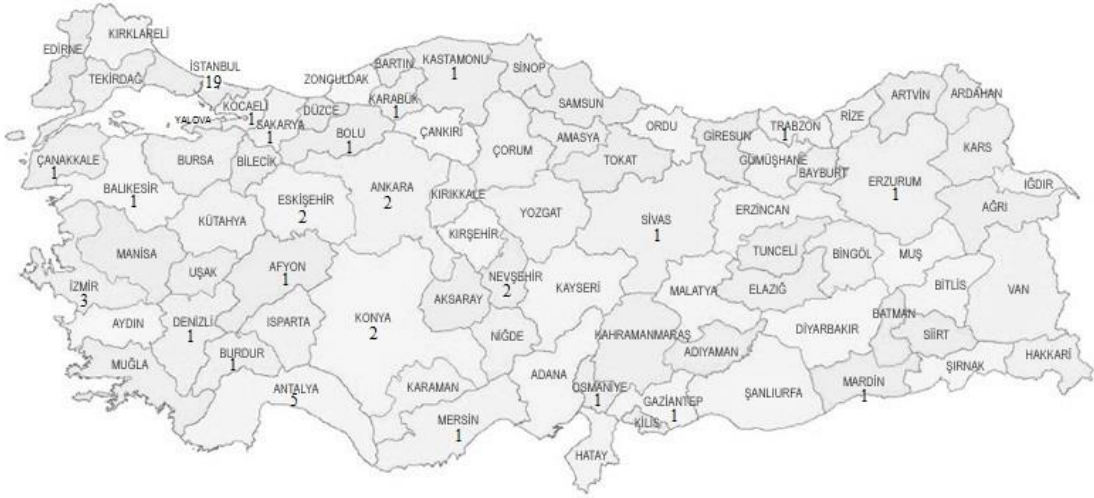 KIRKLARELİ
EDİRNE
TEKİRDAĞ
İSTANBUL
19
KOCAELİ
1
YALOVA
SAKARYA
1
DÜZCE
ZONGULDAK
BARTIN
KARABÜK
1
KASTAMONU
1
SİNOP
SAMSUN
ORDU
GİRESUN
TRABZON
1
RİZE
ARTVİN
ARDAHAN
KARS
IĞDIR
AĞRI
ÇANAKKALE
1
BALIKESİR
1
BURSA
BİLECİK
BOLU
1
ÇANKIRI
ÇORUM
AMASYA
TOKAT
GÜMÜŞHANE
BAYBURT
ERZURUM
1
ERZİNCAN
KÜTAHYA
ESKİŞEHİR
2
ANKARA
2
KIRIKKALE
KIRŞEHİR
YOZGAT
SİVAS
1
TUNCELİ
BİNGÖL
MUŞ
BİTLİS
VAN
MANİSA
UŞAK
AFYON
1
İZMİR
3
AYDIN
DENİZLİ
1
ISPARTA
BURDUR
1
MUĞLA
ANTALYA
5
KONYA
2
AKSARAY
NEVŞEHİR
2
NİĞDE
KAYSERİ
KARAMAN
MERSİN
1
ADANA
MALATYA
ELAZIĞ
KAHRAMANMARAŞ
ADIYAMAN
OSMANİYE
1
GAZİANTEP
1
KİLİS
HATAY
ŞANLIURFA
DİYARBAKIR
BATMAN
SİİRT
MARDİN
1
ŞIRNAK
HAKKARİ